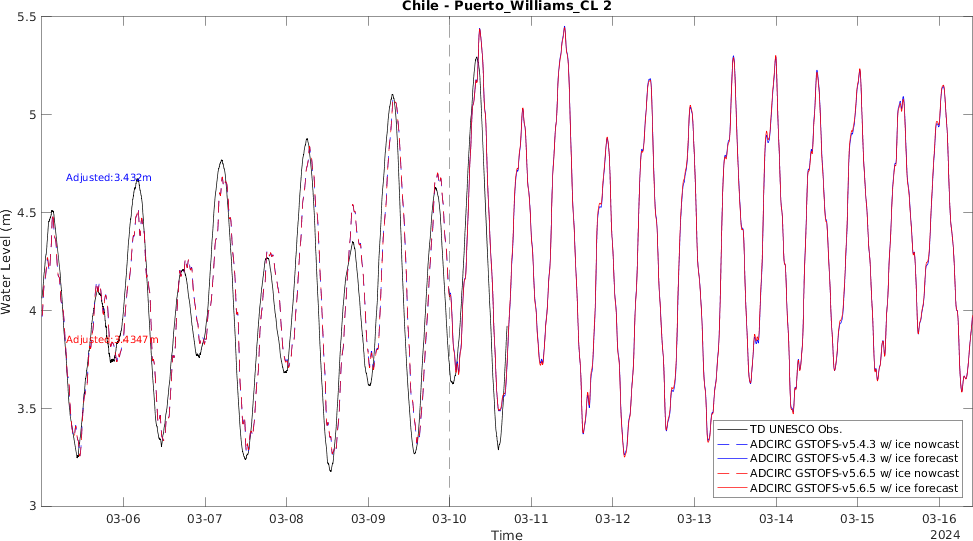 Chile - Puerto_Williams_CL 2
5.5
5
4.5
4
3.5
3
Water Level (m)
Adjusted:3.432m
Adjusted:3.4347m
TD UNESCO Obs.
ADCIRC GSTOFS-v5.4.3 w/ ice nowcast
ADCIRC GSTOFS-v5.4.3 w/ ice forecast
ADCIRC GSTOFS-v5.6.5 w/ ice nowcast
ADCIRC GSTOFS-v5.6.5 w/ ice forecast
03-06 03-07 03-08 03-09 03-10 03-11 03-12 03-13 03-14 03-15 03-16
Time
2024